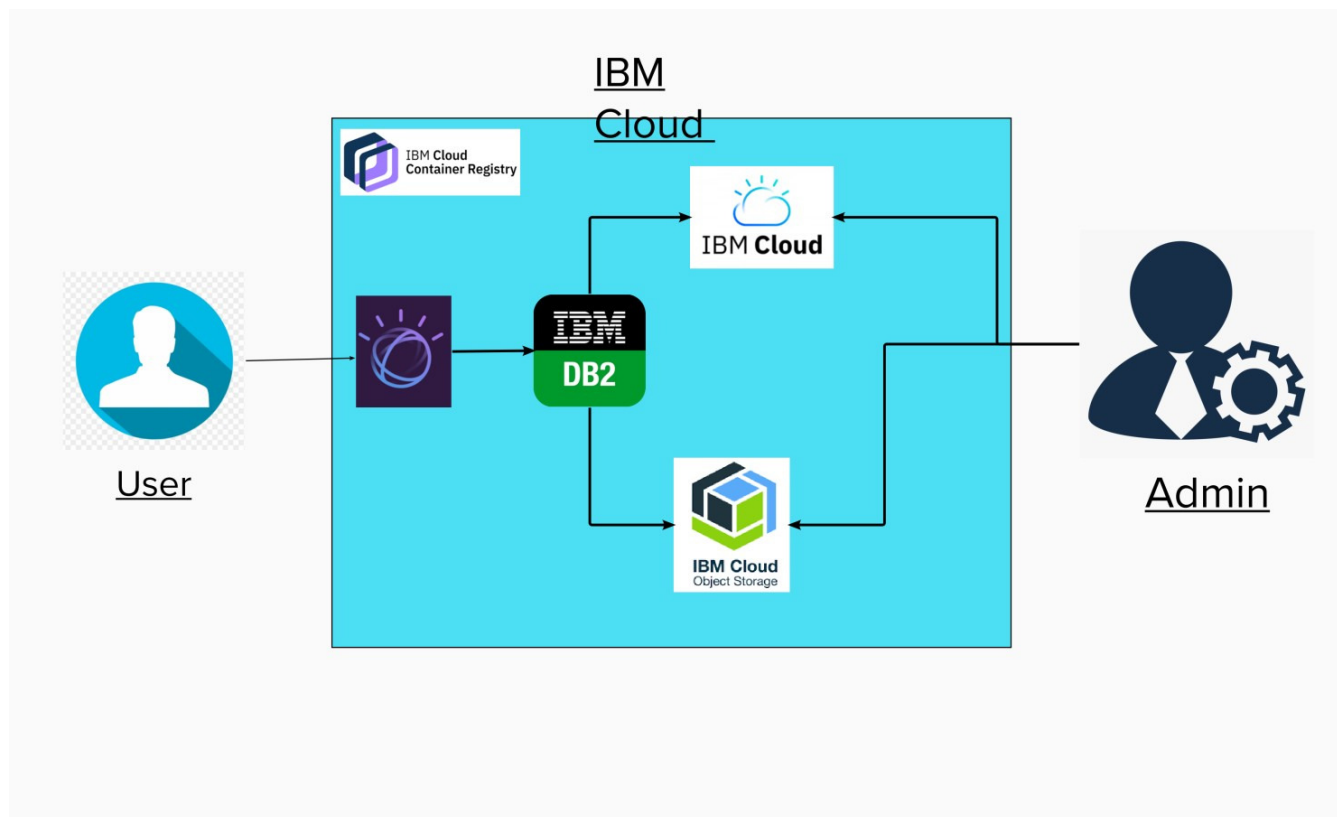 IBM
Cloud
IBM Cloud
Container Registry
IBM Cloud
IBM
DB2
User
Admin
IBM Cloud
Object Storage